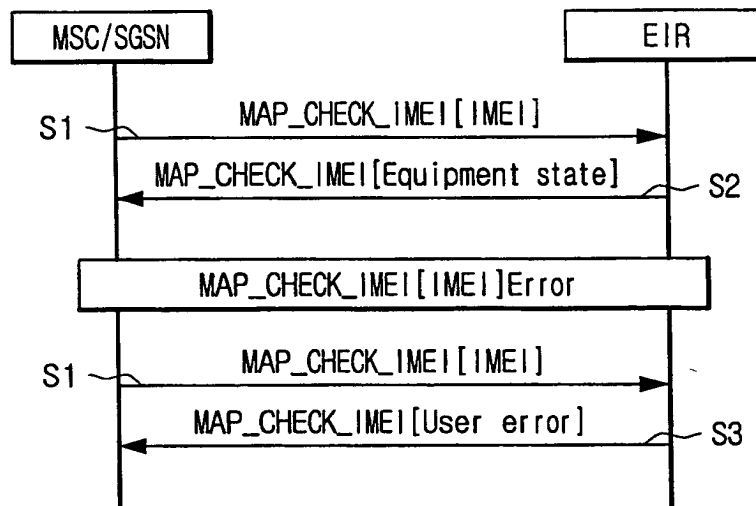 MSC/SGSN
EIR
S1
MAP_CHECK_IMEI[IMEI]
MAP_CHECK_IMEI[Equipment state]
S2
MAP_CHECK_IMEI[IMEI]Error
MAP_CHECK_IMEI[IMEI]
S1
MAP_CHECK_IMEI[User error]
S3